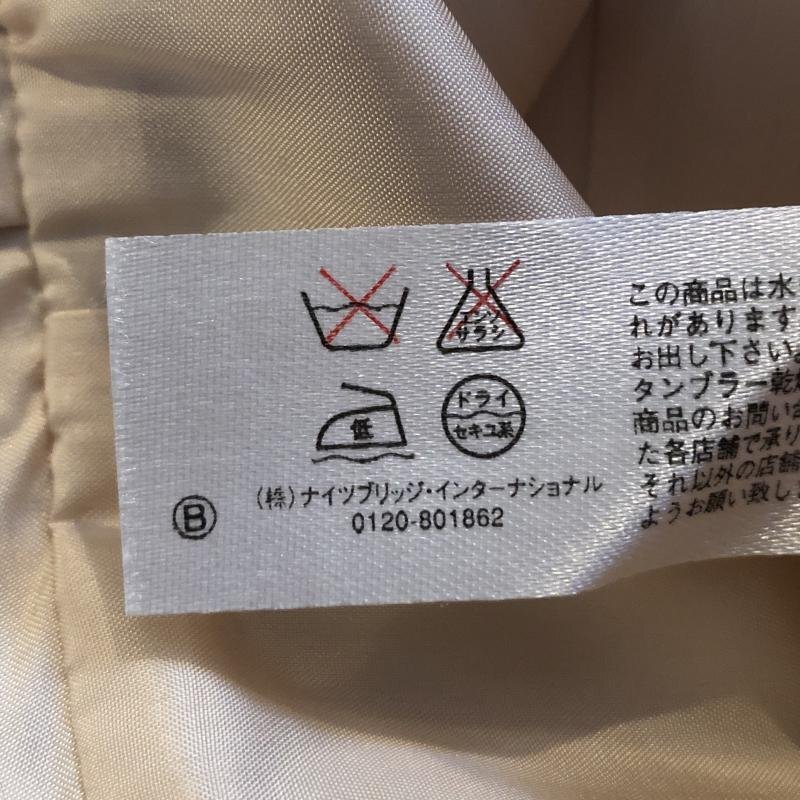 エンソ
サラシ
低
ドライ
セキユ系
Ⓑ
(株)ナイツブリッジ・インターナショナル
0120-801862
この商品は水
れがあります
お出し下さい。
タンブラー乾燥
商品のお問い合
た各店舗で承り
それ以外の店舗
ようお願い致し